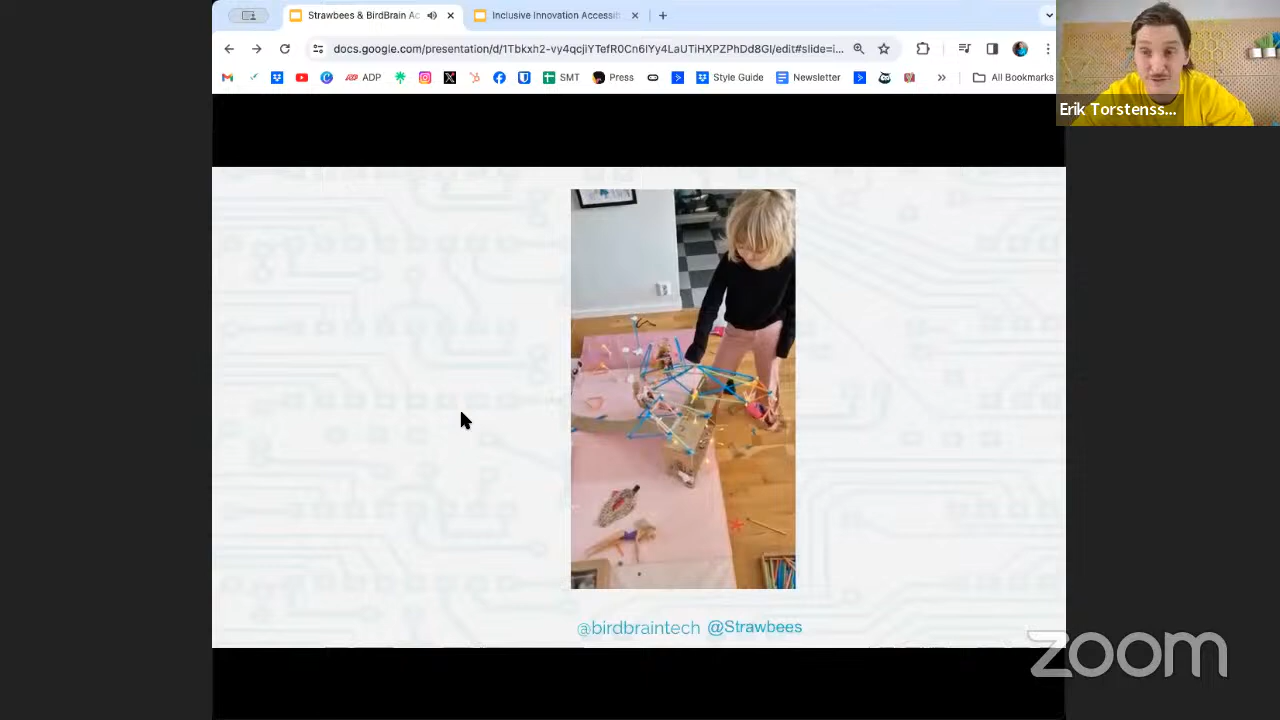 Strawbees & BirdBrain Ac
Inclusive Innovation Accessib
docs.google.com/presentation/d/1Tbkxh2-vy4qcjiYTefR0Cn6lYy4LaUTiHXPZPhDd8GI/edit#slide=i...
ADP
SMT
Press
Style Guide
Newsletter
»
All Bookmarks
Erik Torstenss...
@birdbraintech @Strawbees
zoom